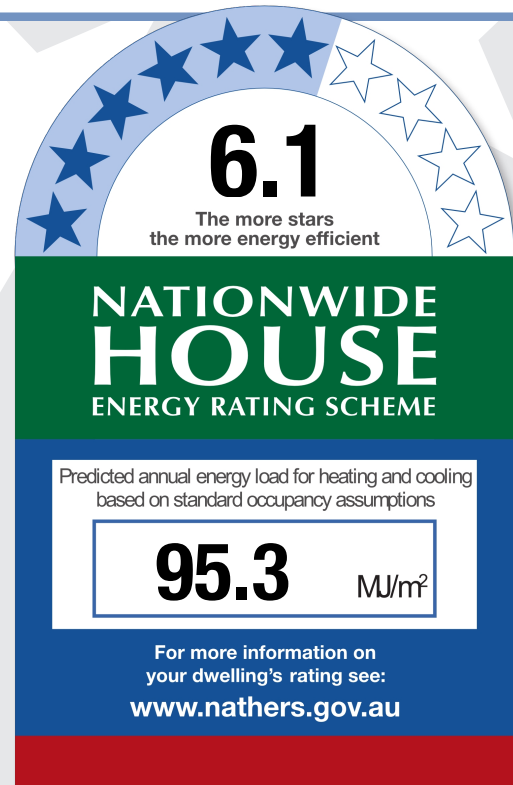 6.1
The more stars
the more energy efficient
NATIONWIDE
HOUSE
ENERGY RATING SCHEME
Predicted annual energy load for heating and cooling
based on standard occupancy assumptions
95.3 MJ/m²
For more information on
your dwelling's rating see:
www.nathers.gov.au